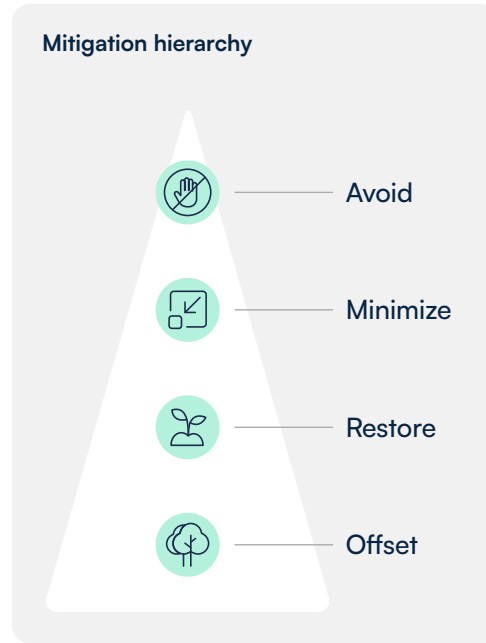 Mitigation hierarchy
Avoid
Minimize
Restore
Offset